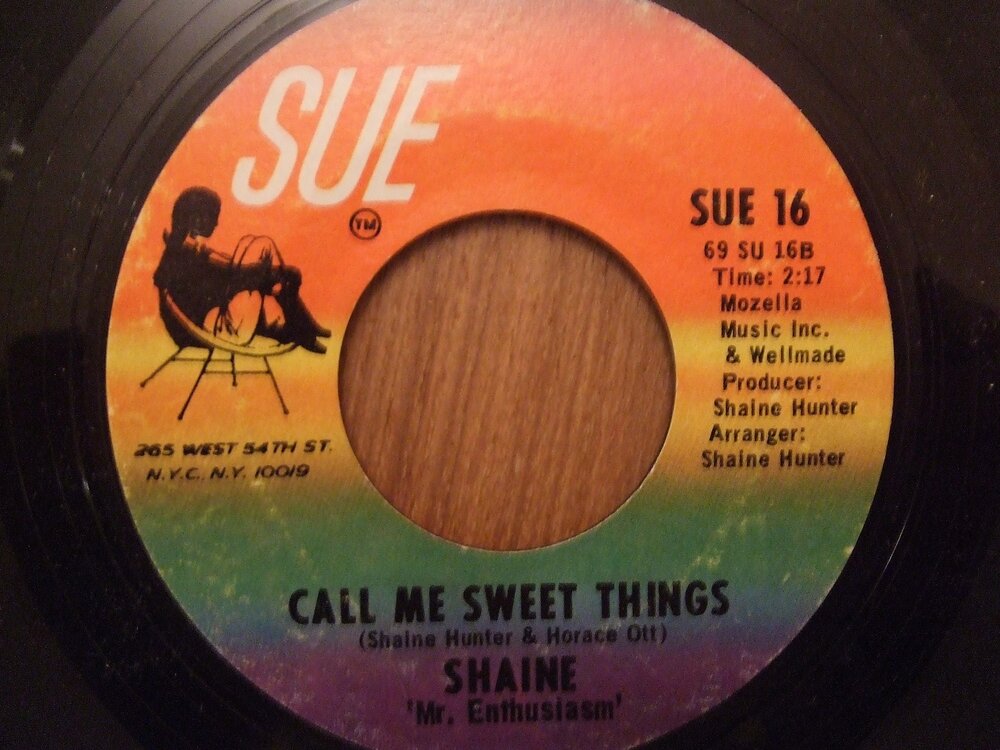 SUE
TM
SUE 16
69 SU 16B
Time: 2:17
Mozella
Music Inc.
& Wellmade
Producer:
Shaine Hunter
Arranger:
Shaine Hunter
265 WEST 54TH ST.
N.Y.C. N.Y. 10019
CALL ME SWEET THINGS
(Shaine Hunter & Horace Ott)
SHAINE
'Mr. Enthusiasm'